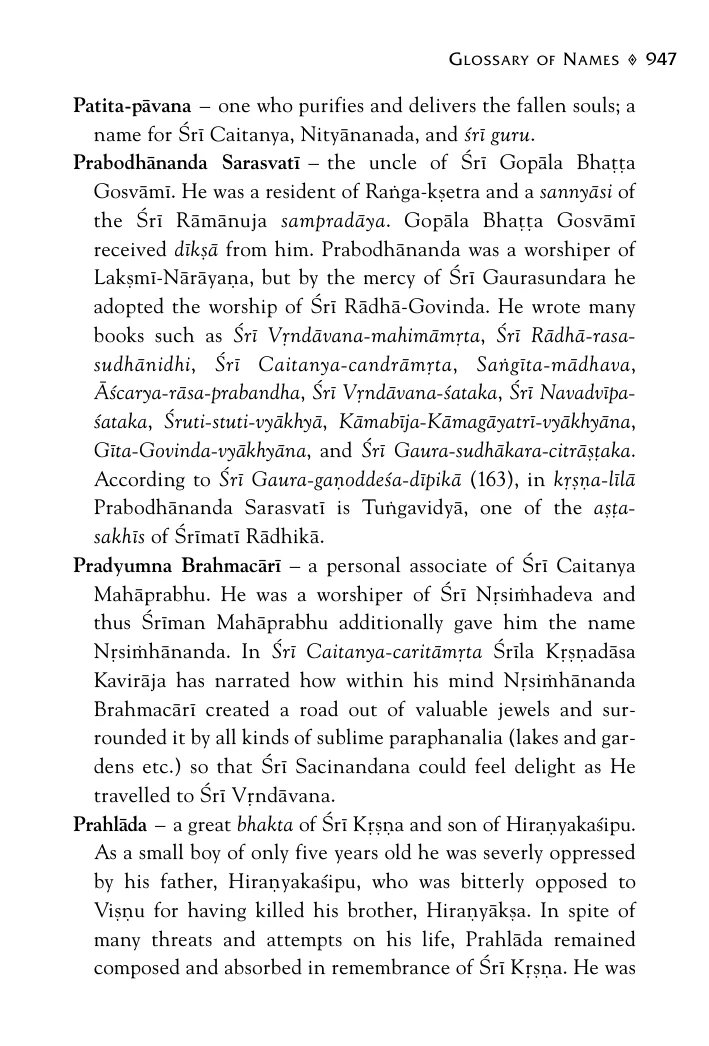 Glossary of Names ◊ 947
Patita-pāvana – one who purifies and delivers the fallen souls; a
name for Śrī Caitanya, Nityānanada, and śrī guru.
Prabodhānanda Sarasvatī – the uncle of Śrī Gopāla Bhaṭṭa
Gosvāmī. He was a resident of Raṅga-kṣetra and a sannyāsi of
the Śrī Rāmānuja sampradāya. Gopāla Bhaṭṭa Gosvāmī
received dīkṣā from him. Prabodhānanda was a worshiper of
Lakṣmī-Nārāyaṇa, but by the mercy of Śrī Gaurasundara he
adopted the worship of Śrī Rādhā-Govinda. He wrote many
books such as Śrī Vṛndāvana-mahimāmṛta, Śrī Rādhā-rasa-
sudhānidhi, Śrī Caitanya-candrāmṛta, Saṅgīta-mādhava,
Āścarya-rāsa-prabandha, Śrī Vṛndāvana-śataka, Śrī Navadvīpa-
śataka, Śruti-stuti-vyākhyā, Kāmabīja-Kāmagāyatrī-vyākhyāna,
Gīta-Govinda-vyākhyāna, and Śrī Gaura-sudhākara-citrāṣṭaka.
According to Śrī Gaura-gaṇoddeśa-dīpikā (163), in kṛṣṇa-līlā
Prabodhānanda Sarasvatī is Tuṅgavidyā, one of the aṣṭa-
sakhīs of Śrīmatī Rādhikā.
Pradyumna Brahmacārī – a personal associate of Śrī Caitanya
Mahāprabhu. He was a worshiper of Śrī Nṛsiṁhadeva and
thus Śrīman Mahāprabhu additionally gave him the name
Nṛsiṁhānanda. In Śrī Caitanya-caritāmṛta Śrīla Kṛṣṇadāsa
Kavirāja has narrated how within his mind Nṛsiṁhānanda
Brahmacārī created a road out of valuable jewels and sur-
rounded it by all kinds of sublime paraphanalia (lakes and gar-
dens etc.) so that Śrī Sacinandana could feel delight as He
travelled to Śrī Vṛndāvana.
Prahlāda – a great bhakta of Śrī Kṛṣṇa and son of Hiraṇyakaśipu.
As a small boy of only five years old he was severly oppressed
by his father, Hiraṇyakaśipu, who was bitterly opposed to
Viṣṇu for having killed his brother, Hiraṇyākṣa. In spite of
many threats and attempts on his life, Prahlāda remained
composed and absorbed in remembrance of Śrī Kṛṣṇa. He was